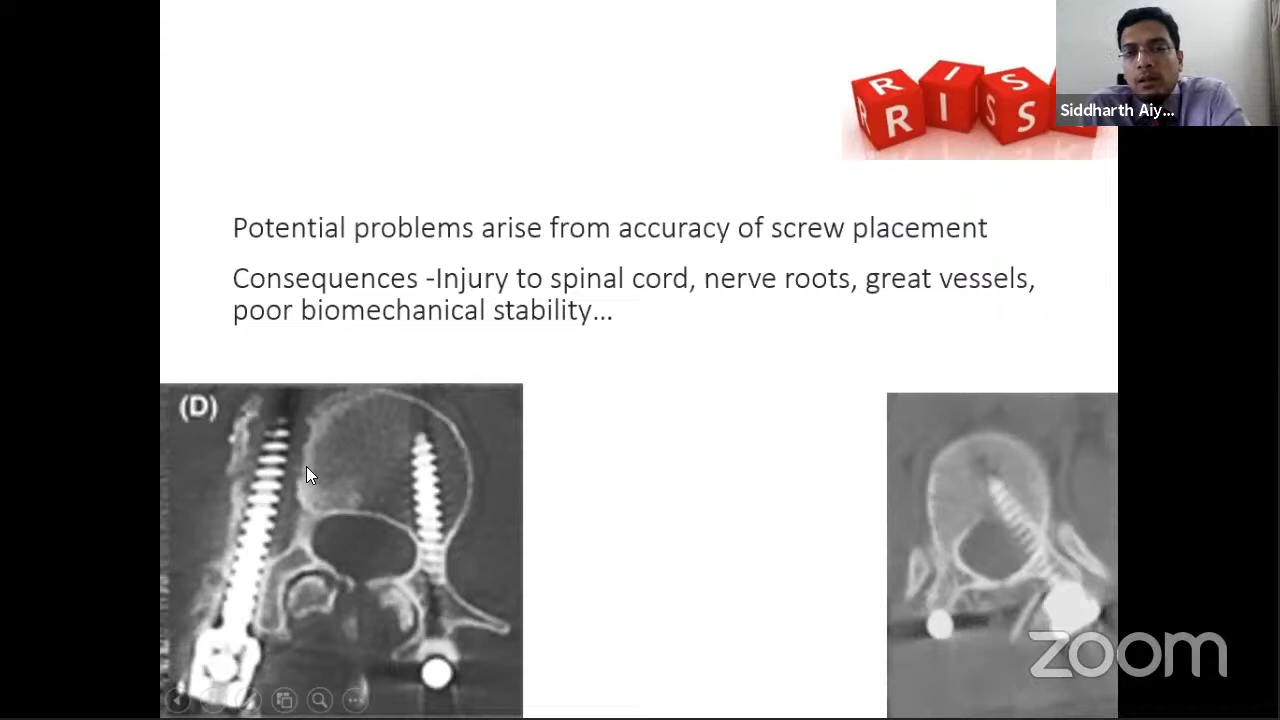 R I S
R R I S S
Siddharth Aiy...
Potential problems arise from accuracy of screw placement
Consequences -Injury to spinal cord, nerve roots, great vessels,
poor biomechanical stability...
(D)
zoom